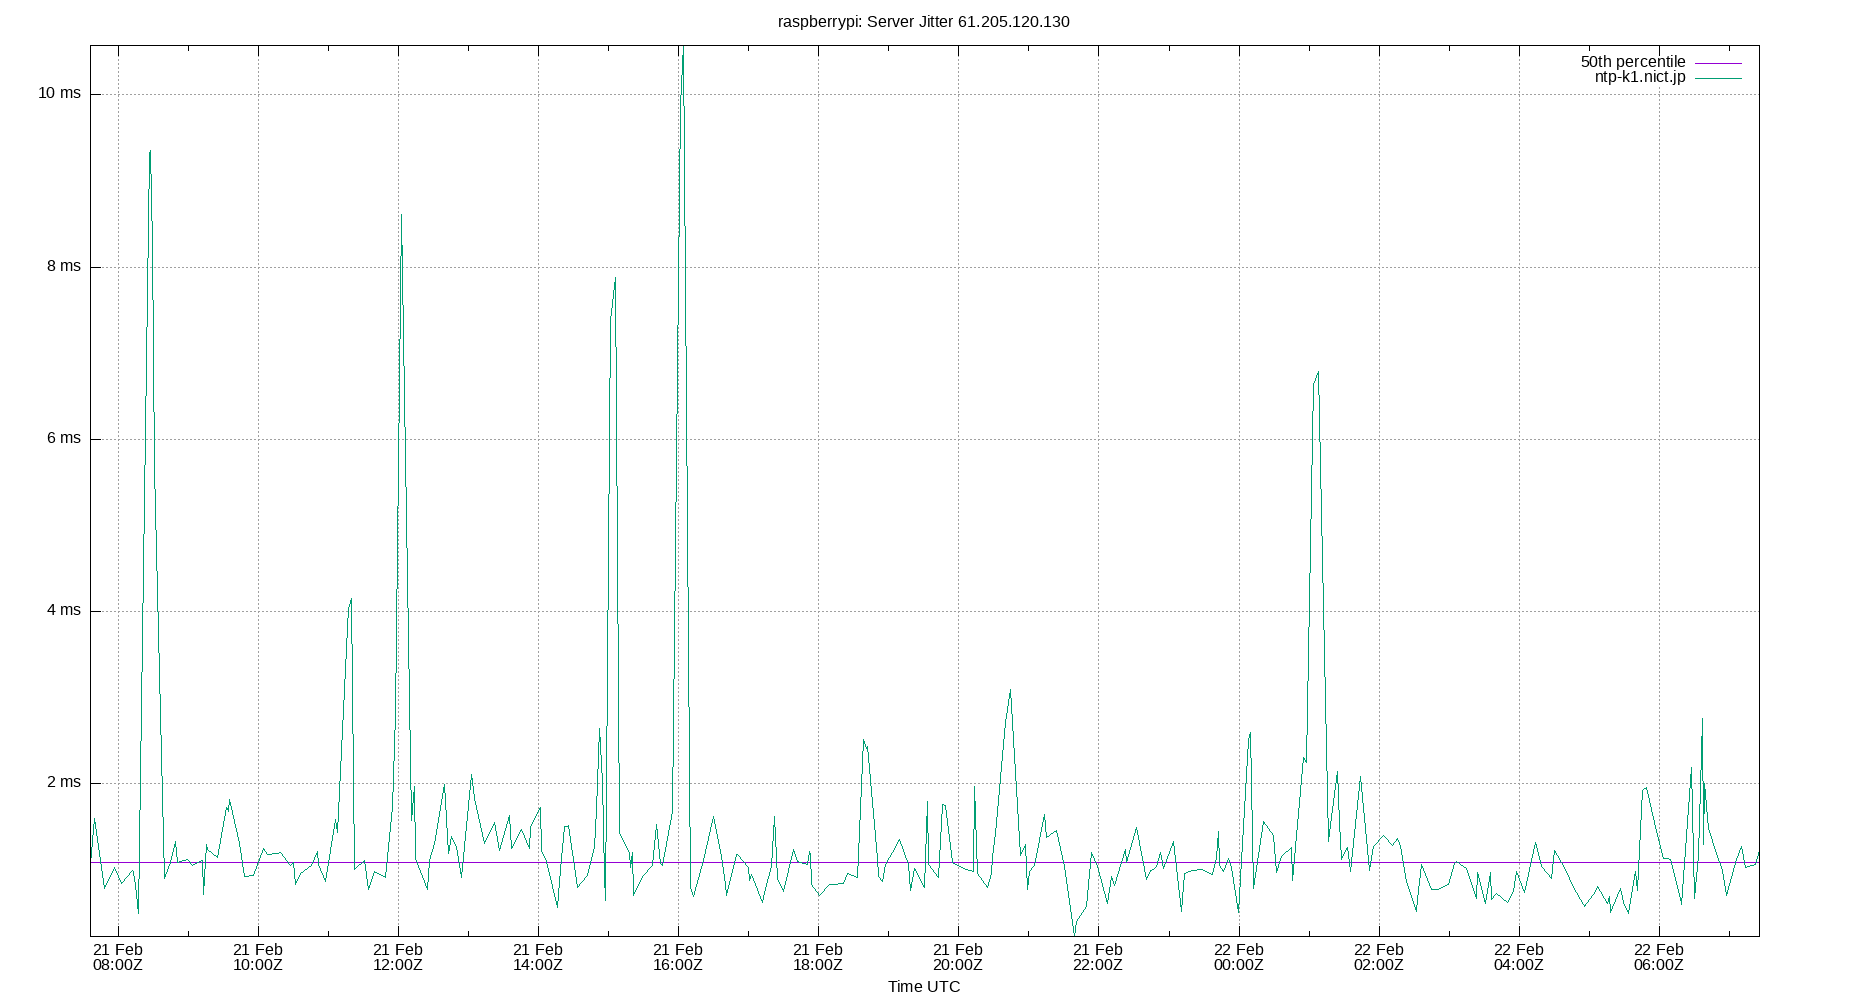 raspberrypi: Server Jitter 61.205.120.130
50th percentile
ntp-k1.nict.jp
10 ms
8 ms
6 ms
4 ms
2 ms
21 Feb 21 Feb 21 Feb 21 Feb 21 Feb 21 Feb 21 Feb 21 Feb 22 Feb 22 Feb 22 Feb 22 Feb
08:00Z 10:00Z 12:00Z 14:00Z 16:00Z 18:00Z 20:00Z 22:00Z 00:00Z 02:00Z 04:00Z 06:00Z
Time UTC